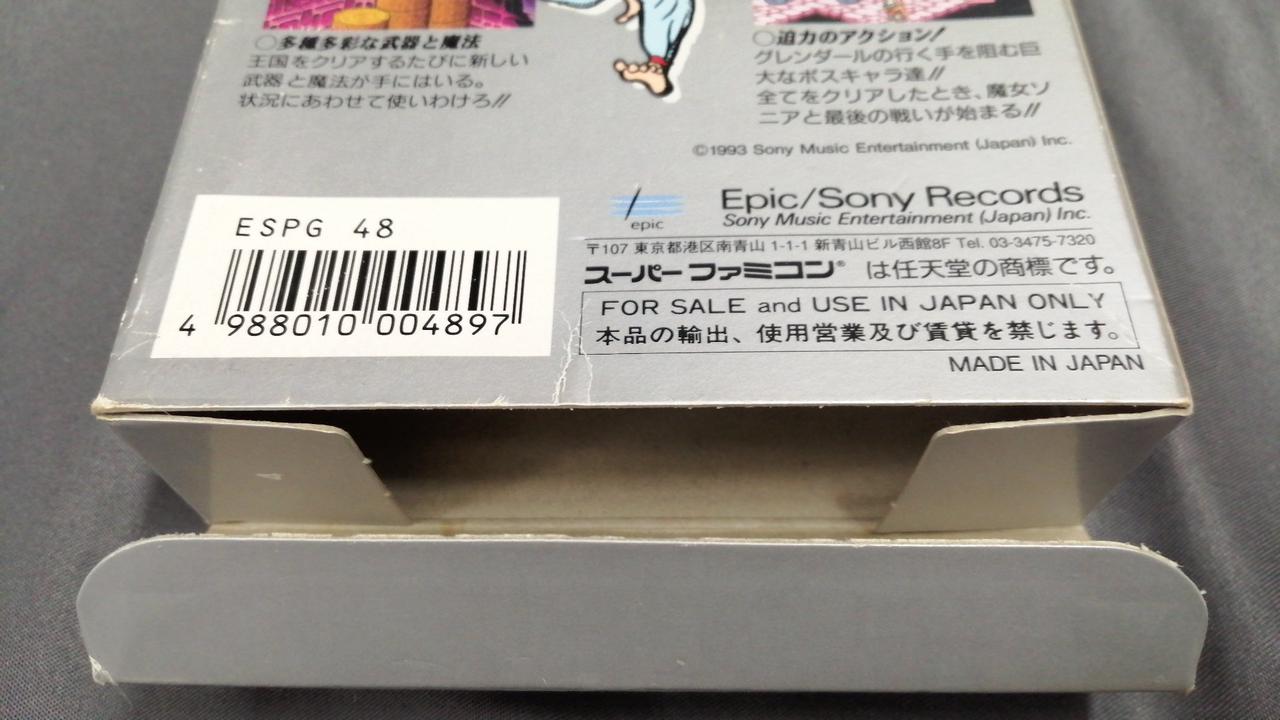 ○多種多彩な武器と魔法
王国をクリアするたびに新しい
武器と魔法が手にはいる。
状況にあわせて使いわけろ//
○迫力のアクション!
グレンダールの行く手を阻む巨
大なボスキャラ達//
全てをクリアしたとき、魔女ソ
ニアと最後の戦いが始まる//
©1993 Sony Music Entertainment (Japan) Inc.
epic
Epic/Sony Records
Sony Music Entertainment (Japan) Inc.
〒107 東京都港区南青山 1-1-1 新青山ビル西館8F Tel. 03-3475-7320
スーパーファミコン® は任天堂の商標です。
FOR SALE and USE IN JAPAN ONLY
本品の輸出、使用営業及び賃貸を禁じます。
MADE IN JAPAN
ESPG 48
4 988010 004897